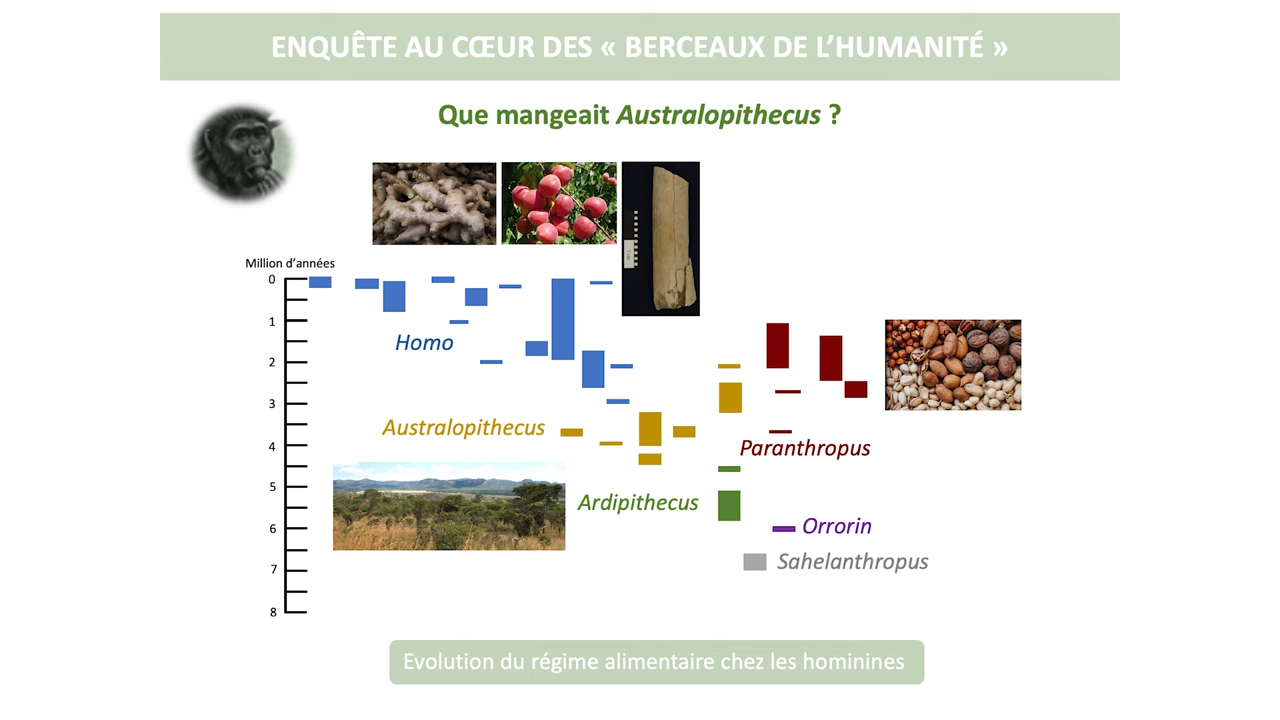 ENQUÊTE AU CŒUR DES « BERCEAUX DE L’HUMANITÉ »
Que mangeait Australopithecus ?
Million d’années
0
1
Homo
2
3
Australopithecus
4
Paranthropus
5
Ardipithecus
6
Orrorin
Sahelanthropus
7
8
Evolution du régime alimentaire chez les hominines